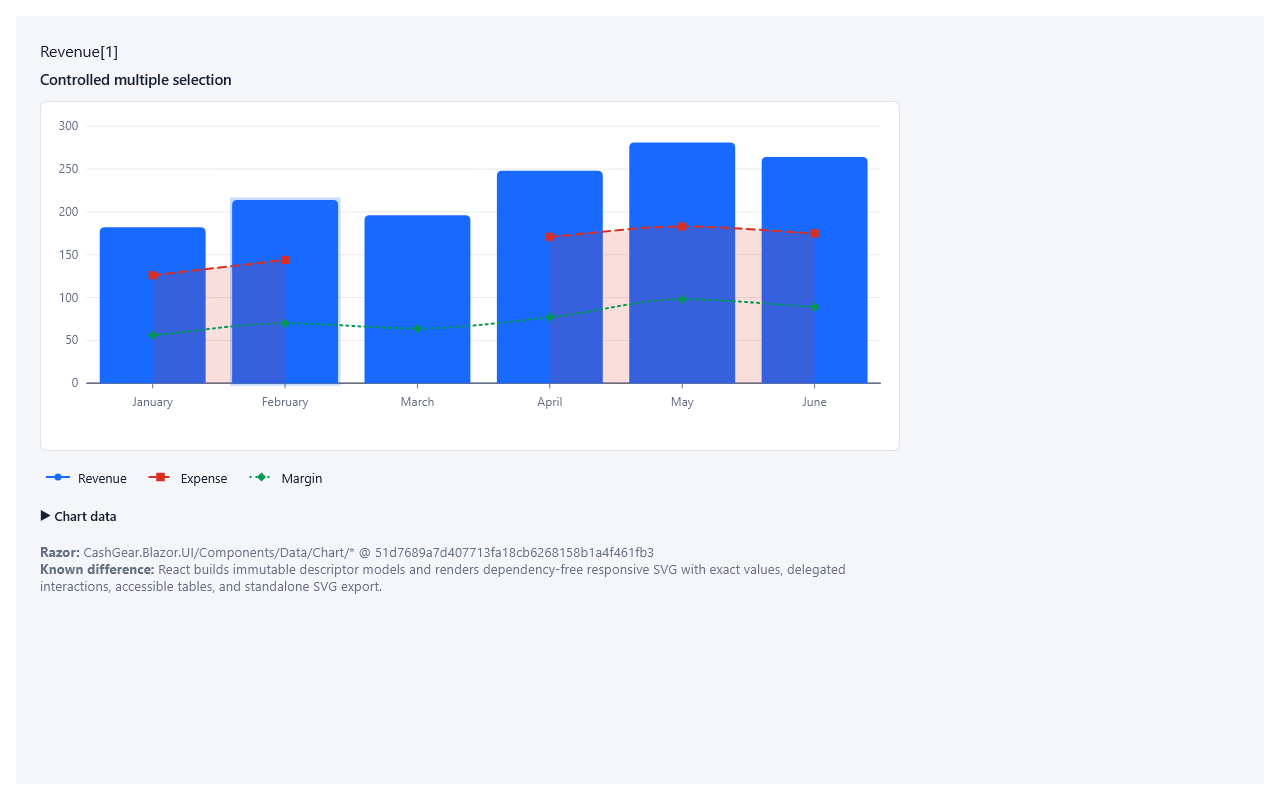 Revenue[1]
Controlled multiple selection
300
250
200
150
100
50
0
January February March April May June
Revenue Expense Margin
Chart data
Razor: CashGear.Blazor.UI/Components/Data/Chart/* @ 51d7689a7d407713fa18cb6268158b1a4f461fb3
Known difference: React builds immutable descriptor models and renders dependency-free responsive SVG with exact values, delegated
interactions, accessible tables, and standalone SVG export.